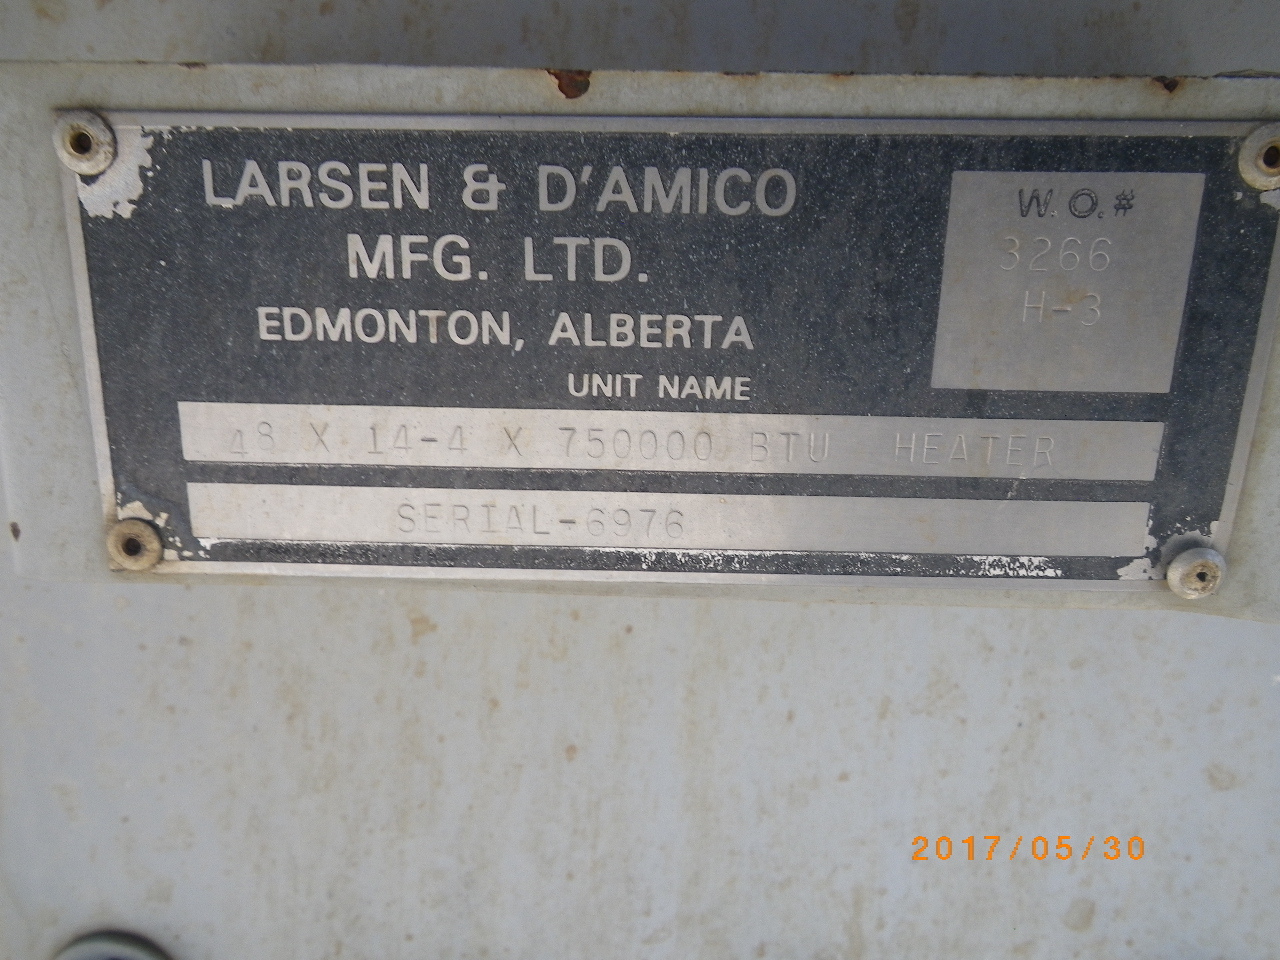 LARSEN & D'AMICO
MFG. LTD.
EDMONTON, ALBERTA
W.O.#
3266
H-3
UNIT NAME
48 X 14-4 X 750000 BTU HEATER
SERIAL-6976
2017/05/30